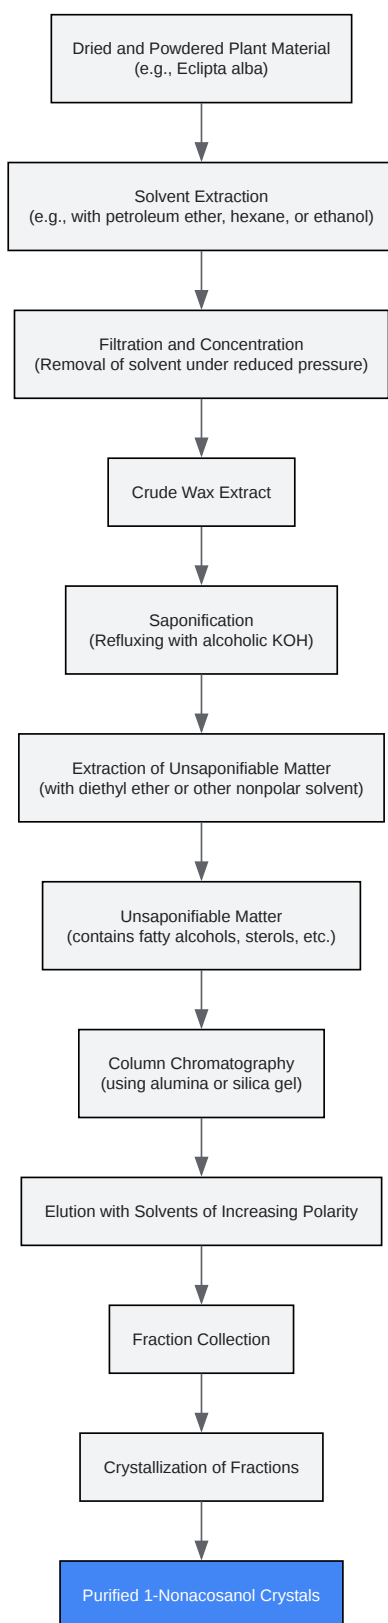 Dried and Powdered Plant Material
(e.g., Eclipta alba)
Solvent Extraction
(e.g., with petroleum ether, hexane, or ethanol)
Filtration and Concentration
(Removal of solvent under reduced pressure)
Crude Wax Extract
Saponification
(Refluxing with alcoholic KOH)
Extraction of Unsaponifiable Matter
(with diethyl ether or other nonpolar solvent)
Unsaponifiable Matter
(contains fatty alcohols, sterols, etc.)
Column Chromatography
(using alumina or silica gel)
Elution with Solvents of Increasing Polarity
Fraction Collection
Crystallization of Fractions
Purified 1-Nonacosanol Crystals